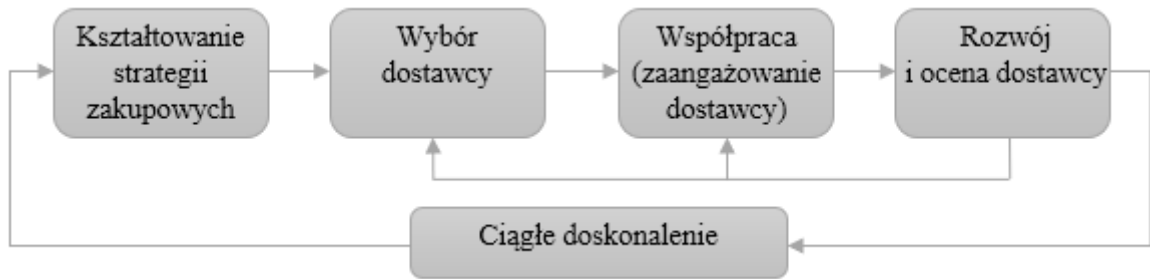 Kształtowanie
strategii
zakupowych
Wybór
dostawcy
Współpraca
(zaangażowanie
dostawcy)
Rozwój
i ocena dostawcy
Ciągłe doskonalenie